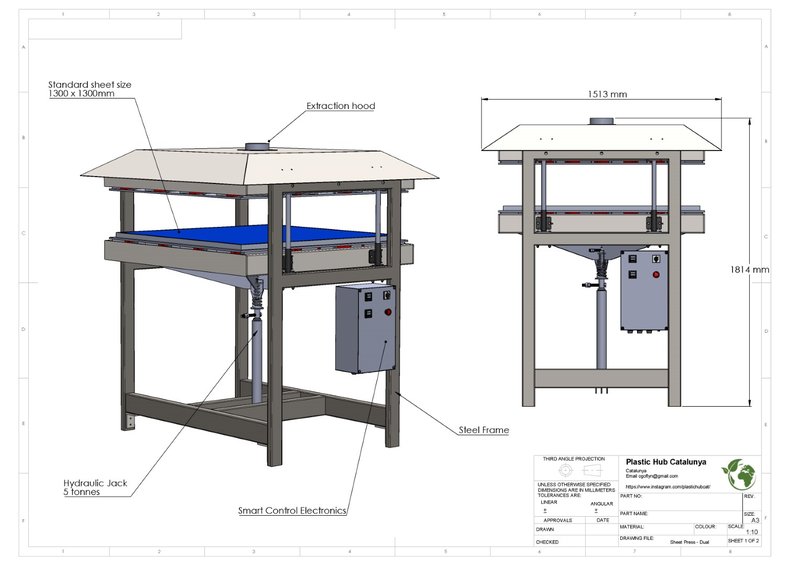 1
2
3
4
5
6
7
8
A
A
Standard sheet size
1300 x 1300mm
Extraction hood
1513 mm
B
B
C
C
1814 mm
D
D
E
E
Steel Frame
Hydraulic Jack
5 tonnes
Smart Control Electronics
THIRD ANGLE PROJECTION
UNLESS OTHERWISE SPECIFIED
DIMENSIONS ARE IN MILLIMETERS
TOLERANCES ARE:
LINEAR
ANGULAR
±
±
APPROVALS
DATE
DRAWN
CHECKED
Plastic Hub Catalunya
Catalunya
Email ogoflyn@gmail.com
https://www.instagram.com/plastichubcat/
PART NO:
REV.
PART NAME:
SIZE.
A3
MATERIAL:
COLOUR:
SCALE
1:10
DRAWING FILE:
Sheet Press - Dual
SHEET 1 OF 2
F
F
1
2
3
4
5
6
7
8